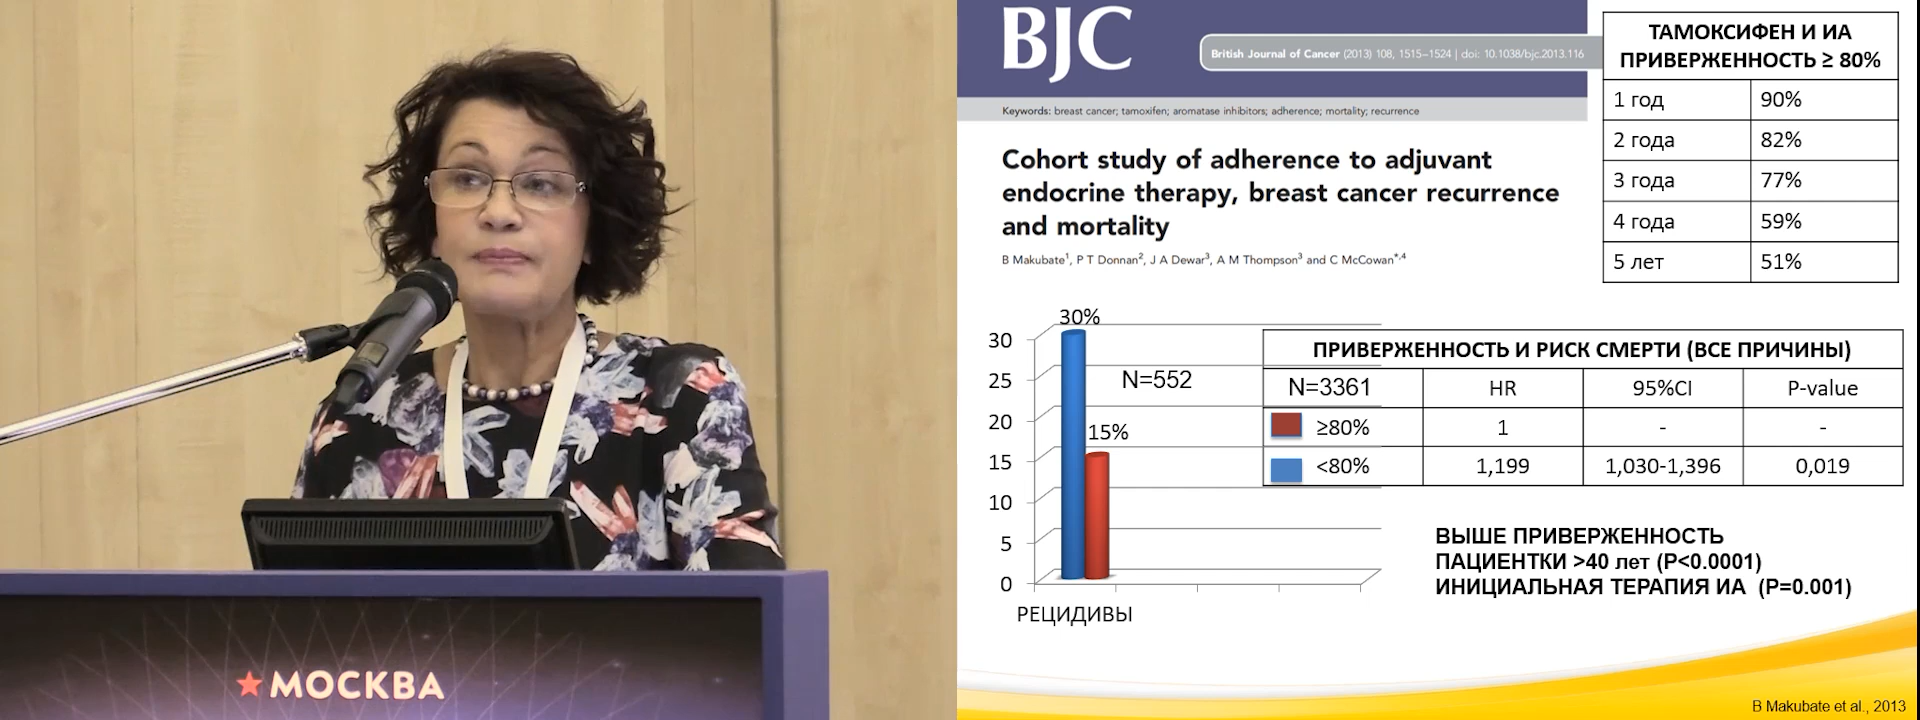 ★МОСКВА
BJC
British Journal of Cancer (2013) 108, 1515–1524 | doi: 10.1038/bjc.2013.116
Keywords: breast cancer; tamoxifen; aromatase inhibitors; adherence; mortality; recurrence
Cohort study of adherence to adjuvant
endocrine therapy, breast cancer recurrence
and mortality
B Makubate1, P T Donnan2, J A Dewar3, A M Thompson3 and C McCowan*,4
ТАМОКСИФЕН И ИА
ПРИВЕРЖЕННОСТЬ ≥ 80%
1 год 90%
2 года 82%
3 года 77%
4 года 59%
5 лет 51%
30%
30
25
20
15
10
5
0
N=552
15%
РЕЦИДИВЫ
ПРИВЕРЖЕННОСТЬ И РИСК СМЕРТИ (ВСЕ ПРИЧИНЫ)
N=3361 HR 95%CI P-value
≥80% 1 - -
<80% 1,199 1,030-1,396 0,019
ВЫШЕ ПРИВЕРЖЕННОСТЬ
ПАЦИЕНТКИ >40 лет (P<0.0001)
ИНИЦИАЛЬНАЯ ТЕРАПИЯ ИА (P=0.001)
B Makubate et al., 2013